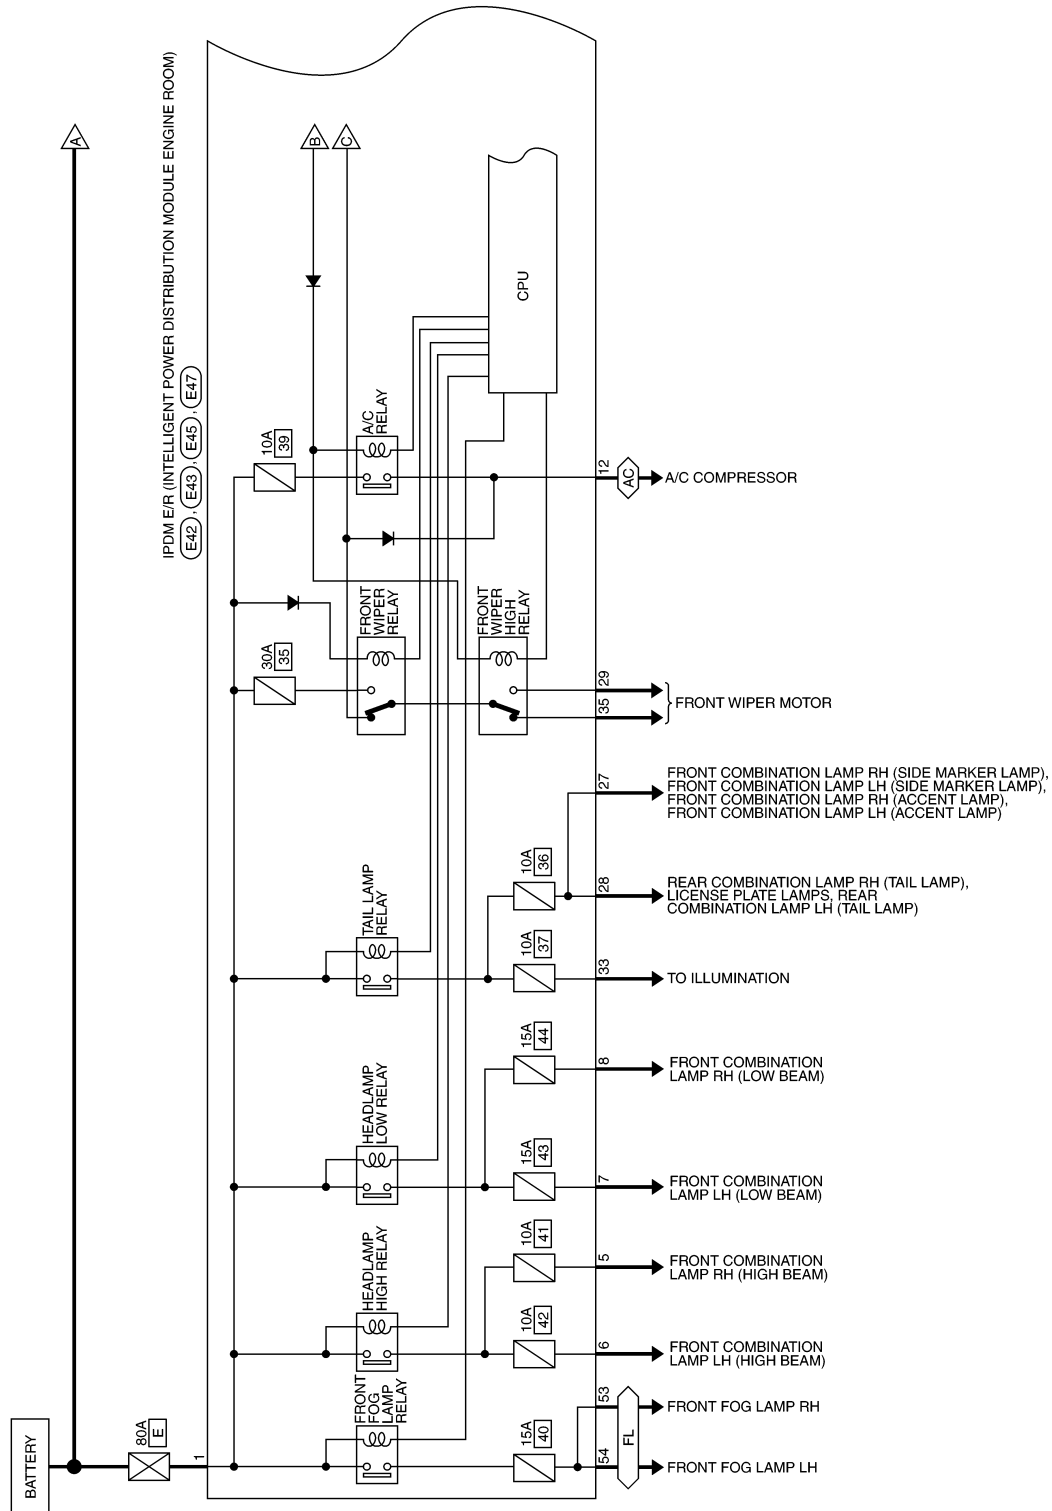 A
IPDM E/R (INTELLIGENT POWER DISTRIBUTION MODULE ENGINE ROOM)
E42 , E43 , E45 , E47
B
C
CPU
10A
39
A/C
RELAY
12
AC
A/C COMPRESSOR
FRONT
WIPER
RELAY
FRONT
WIPER
HIGH
RELAY
30A
35
29
35
FRONT WIPER MOTOR
27
FRONT COMBINATION LAMP RH (SIDE MARKER LAMP),
FRONT COMBINATION LAMP LH (SIDE MARKER LAMP),
FRONT COMBINATION LAMP RH (ACCENT LAMP),
FRONT COMBINATION LAMP LH (ACCENT LAMP)
10A
36
28
REAR COMBINATION LAMP RH (TAIL LAMP),
LICENSE PLATE LAMPS, REAR
COMBINATION LAMP LH (TAIL LAMP)
TAIL LAMP
RELAY
10A
37
33
TO ILLUMINATION
15A
44
8
FRONT COMBINATION
LAMP RH (LOW BEAM)
HEADLAMP
LOW RELAY
15A
43
7
FRONT COMBINATION
LAMP LH (LOW BEAM)
10A
41
5
FRONT COMBINATION
LAMP RH (HIGH BEAM)
HEADLAMP
HIGH RELAY
10A
42
6
FRONT COMBINATION
LAMP LH (HIGH BEAM)
FRONT
FOG
LAMP
RELAY
53
FRONT FOG LAMP RH
BATTERY
80A
E
1
15A
40
54
FL
FRONT FOG LAMP LH